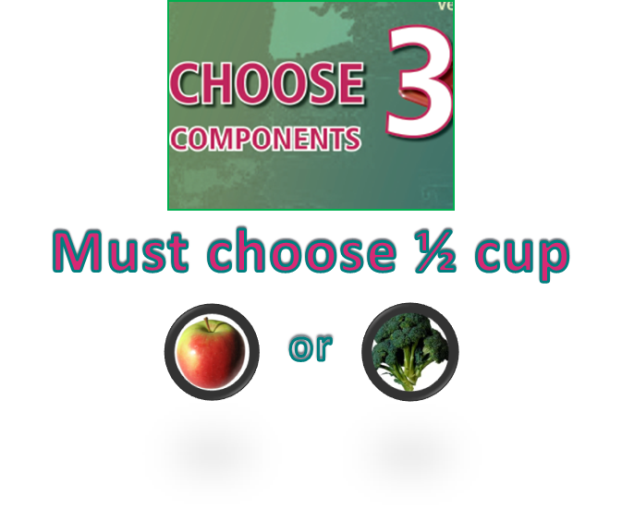 CHOOSE 3
COMPONENTS
Must choose ½ cup
or